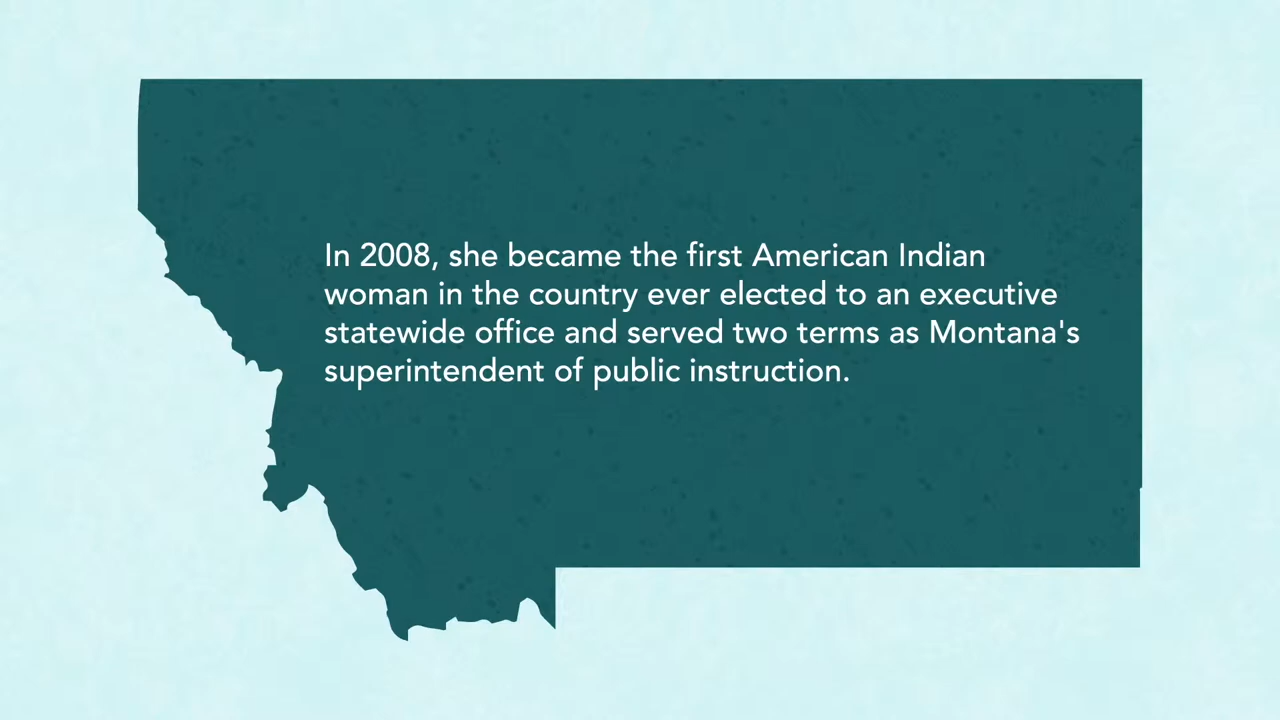 In 2008, she became the first American Indian
woman in the country ever elected to an executive
statewide office and served two terms as Montana's
superintendent of public instruction.